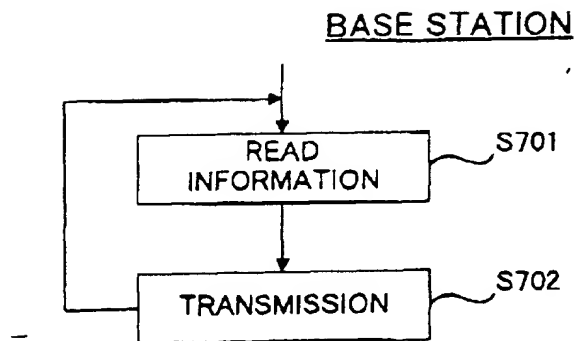 BASE STATION
READ
INFORMATION
S701
TRANSMISSION
S702